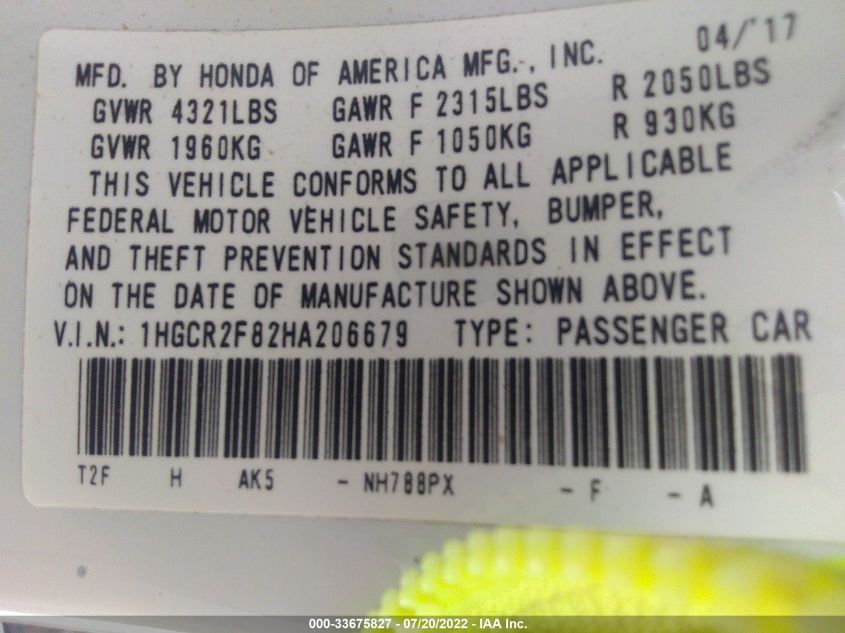 04/'17
MFD. BY HONDA OF AMERICA MFG., INC.
GVWR 4321LBS GAWR F 2315LBS R 2050LBS
GVWR 1960KG GAWR F 1050KG R 930KG
THIS VEHICLE CONFORMS TO ALL APPLICABLE
FEDERAL MOTOR VEHICLE SAFETY, BUMPER,
AND THEFT PREVENTION STANDARDS IN EFFECT
ON THE DATE OF MANUFACTURE SHOWN ABOVE.
V.I.N.: 1HGCR2F82HA206679 TYPE: PASSENGER CAR
T2F H AK5 - NH788PX - F - A
000-33675827 - 07/20/2022 - IAA Inc.